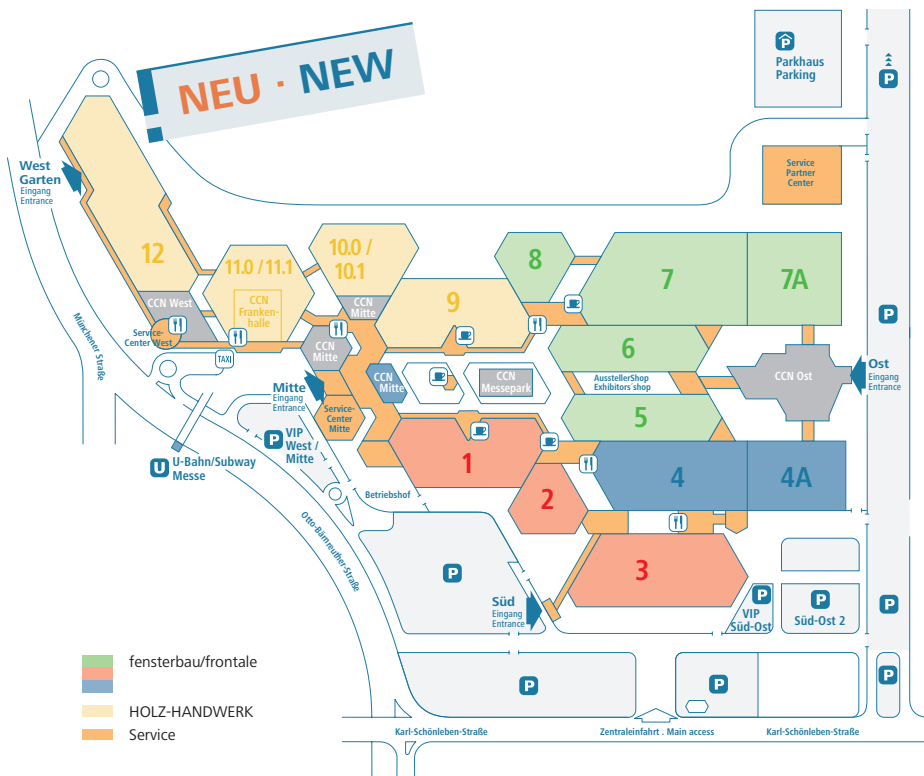 NEU · NEW
Parkhaus
Parking
P
P
West
Garten
Eingang
Entrance
Service
Partner
Center
12
11.0 / 11.1
10.0 /
10.1
9
8
7
7A
CCN West
CCN
Franken-
halle
CCN
Mitte
Service-
Center West
CCN
Mitte
CCN
Mitte
CCN
Messepark
6
AusstellerShop
Exhibitors shop
5
CCN Ost
P
Ost
Eingang
Entrance
TAXI
Münchener Straße
Mitte
Eingang
Entrance
Service-
Center
Mitte
P
VIP
West /
Mitte
U
U-Bahn/Subway
Messe
1
2
4
4A
3
Betriebshof
Otto-Bärnreuther-Straße
P
Süd
Eingang
Entrance
P
VIP
Süd-Ost
P
Süd-Ost 2
P
P
P
P
fensterbau/frontale
HOLZ-HANDWERK
Service
Karl-Schönleben-Straße
Zentraleinfahrt . Main access
Karl-Schönleben-Straße